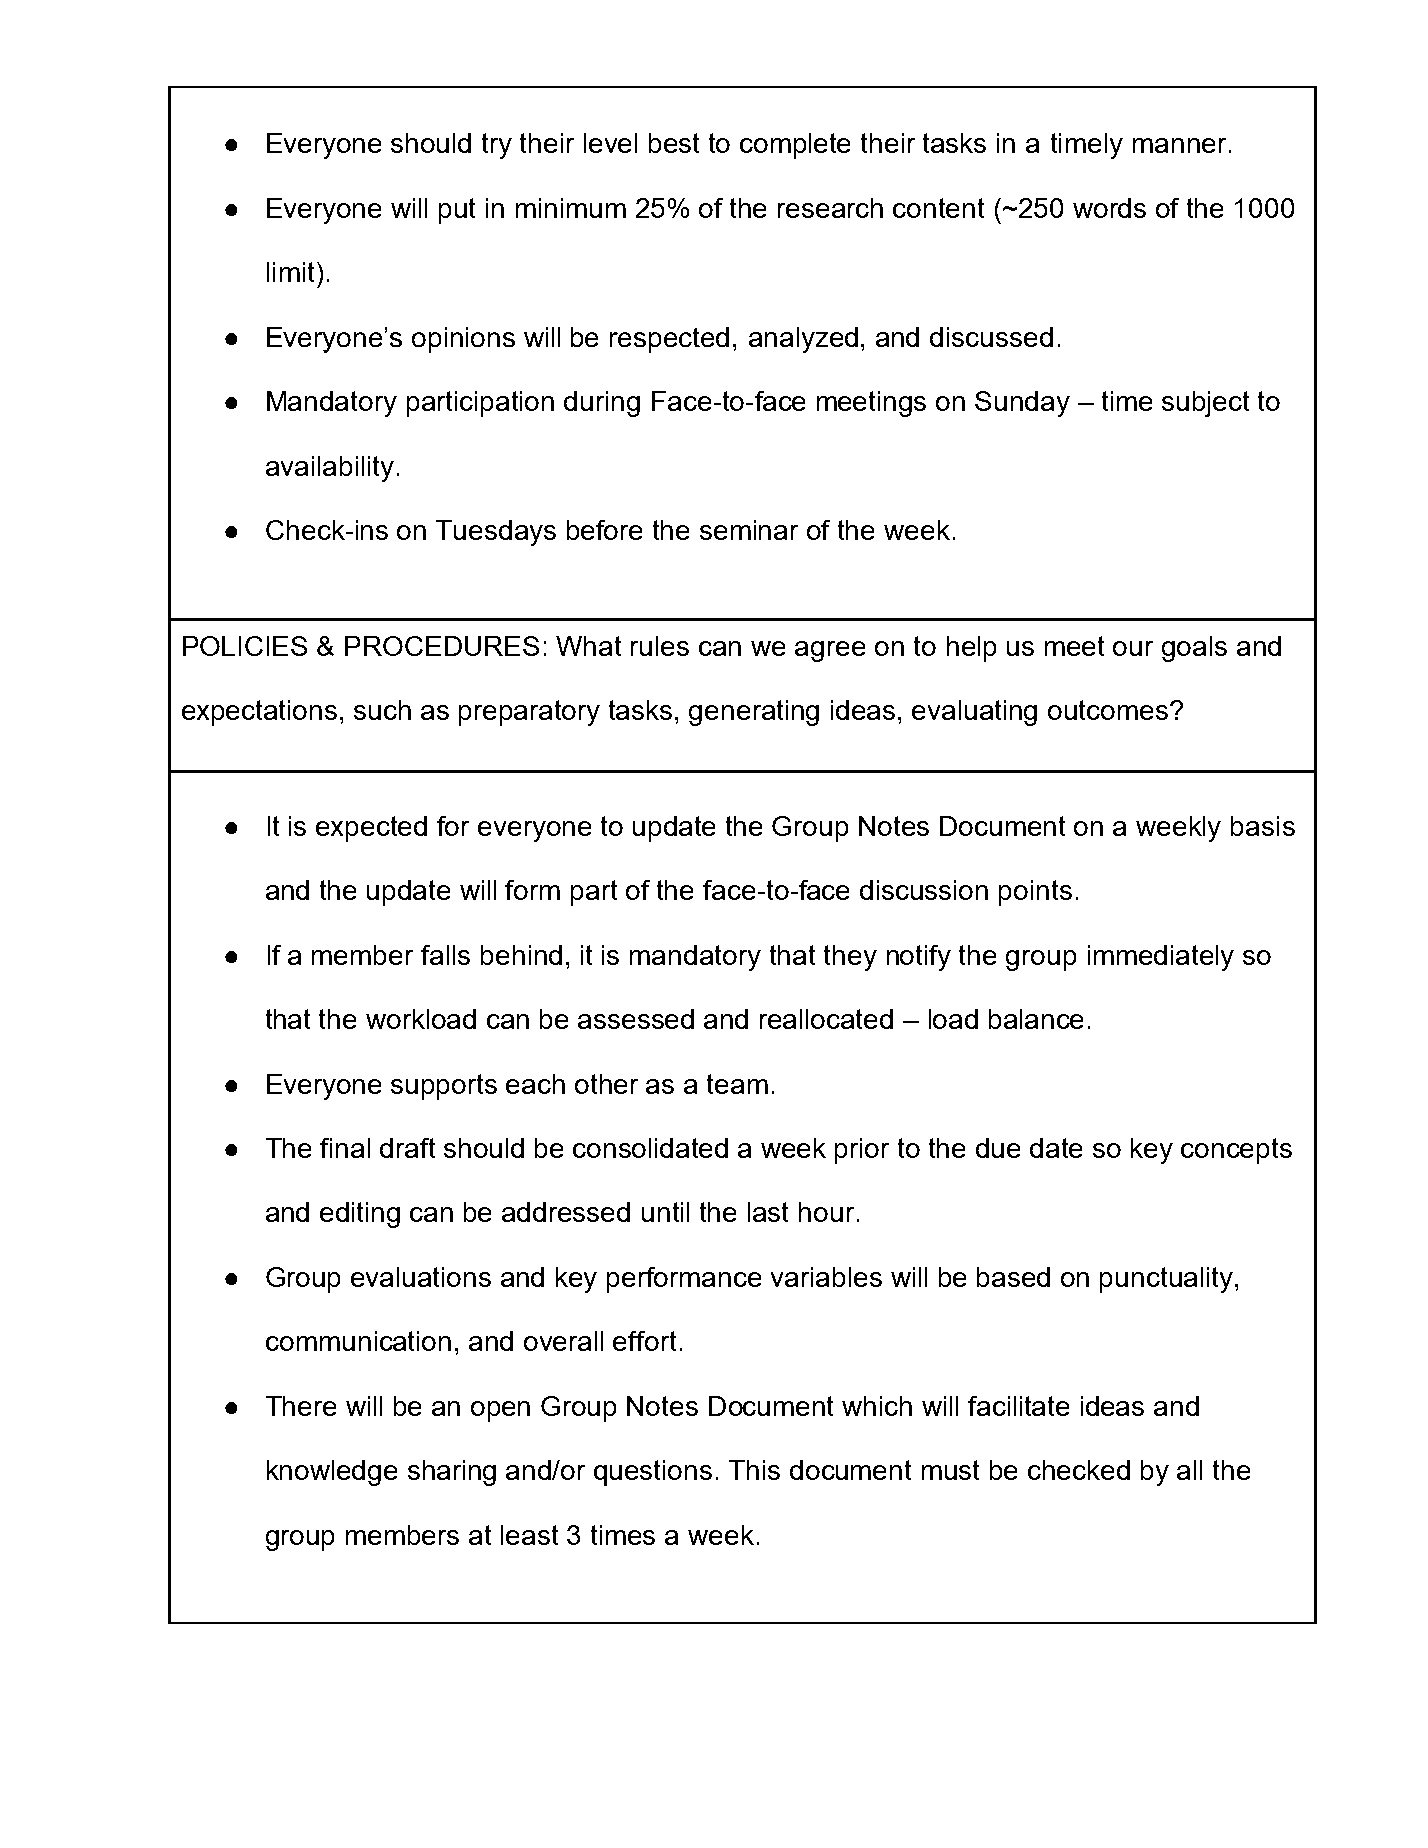 ● Everyone should try their level best to complete their tasks in a timely manner.
● Everyone will put in minimum 25% of the research content (~250 words of the 1000
limit).
● Everyone’s opinions will be respected, analyzed, and discussed.
● Mandatory participation during Face-to-face meetings on Sunday – time subject to
availability.
● Check-ins on Tuesdays before the seminar of the week.
POLICIES & PROCEDURES: What rules can we agree on to help us meet our goals and
expectations, such as preparatory tasks, generating ideas, evaluating outcomes?
● It is expected for everyone to update the Group Notes Document on a weekly basis
and the update will form part of the face-to-face discussion points.
● If a member falls behind, it is mandatory that they notify the group immediately so
that the workload can be assessed and reallocated – load balance.
● Everyone supports each other as a team.
● The final draft should be consolidated a week prior to the due date so key concepts
and editing can be addressed until the last hour.
● Group evaluations and key performance variables will be based on punctuality,
communication, and overall effort.
● There will be an open Group Notes Document which will facilitate ideas and
knowledge sharing and/or questions. This document must be checked by all the
group members at least 3 times a week.